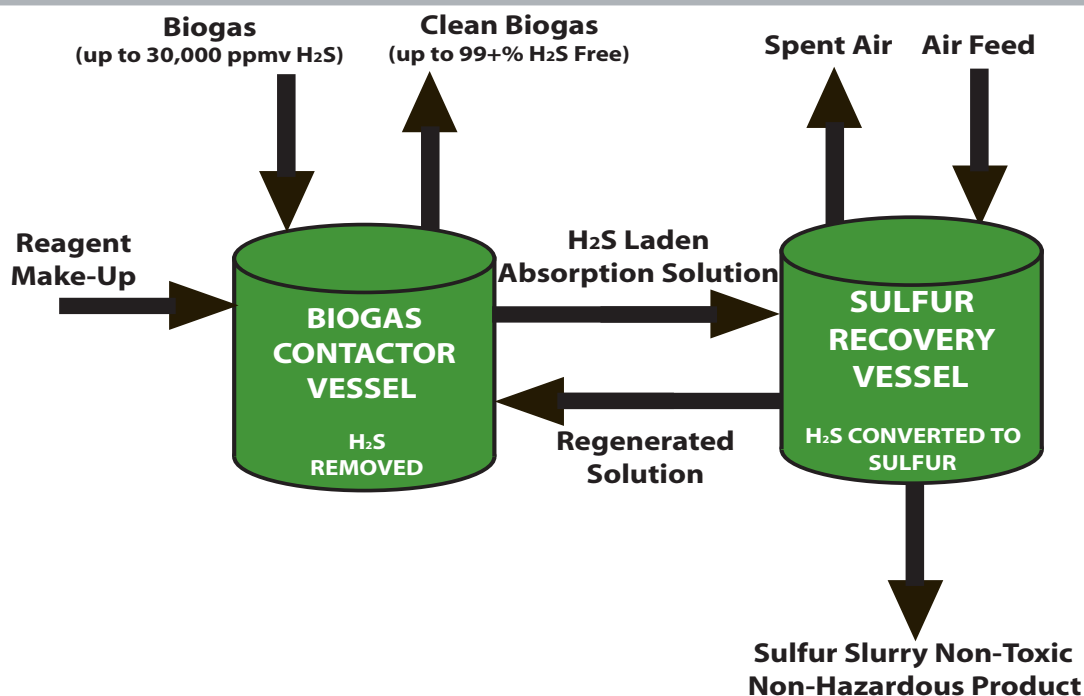 Biogas
(up to 30,000 ppmv H₂S)
Clean Biogas
(up to 99+% H₂S Free)
Spent Air
Air Feed
Reagent
Make-Up
H₂S Laden
Absorption Solution
BIOGAS
CONTACTOR
VESSEL
H₂S
REMOVED
SULFUR
RECOVERY
VESSEL
H₂S CONVERTED TO
SULFUR
Regenerated
Solution
Sulfur Slurry Non-Toxic
Non-Hazardous Product